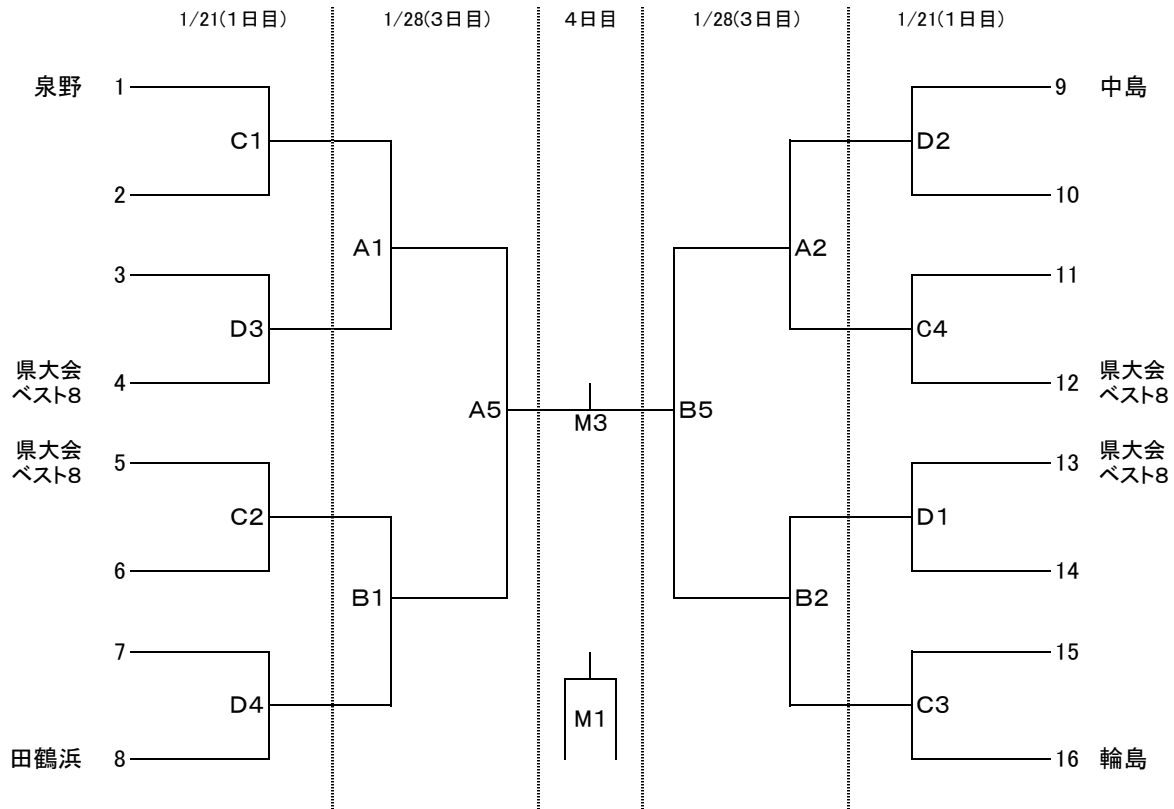 1/21(1日目) 1/28(3日目) 4日目 1/28(3日目) 1/21(1日目)
泉野 1
C1
2
A1
3
D3
県大会
ベスト8
4
A5
県大会
ベスト8
5
C2
6
B1
7
D4
田鶴浜 8
M3
M1
9 中島
D2
10
A2
11
C4
12
県大会
ベスト8
B5
13
県大会
ベスト8
D1
14
B2
15
C3
16 輪島